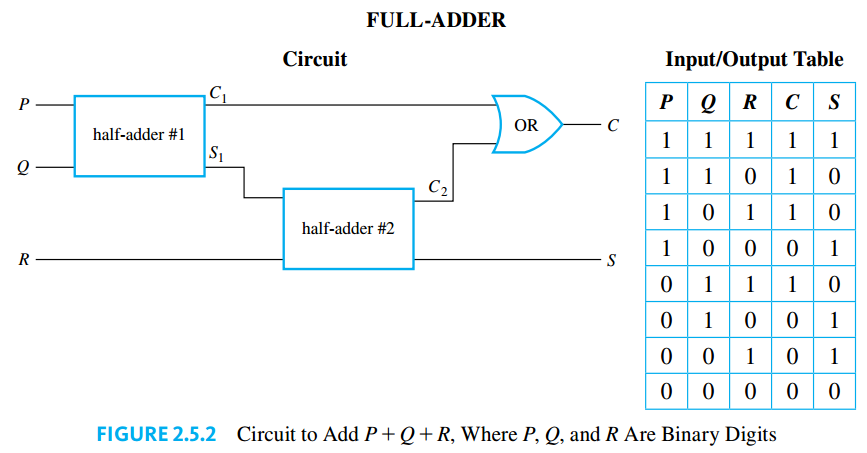 FULL-ADDER
Circuit
P
Q
R
half-adder #1
C₁
S₁
half-adder #2
C₂
OR
C
S
Input/Output Table
P Q R C S
1 1 1 1 1
1 1 0 1 0
1 0 1 1 0
1 0 0 0 1
0 1 1 1 0
0 1 0 0 1
0 0 1 0 1
0 0 0 0 0
FIGURE 2.5.2 Circuit to Add P + Q + R, Where P, Q, and R Are Binary Digits